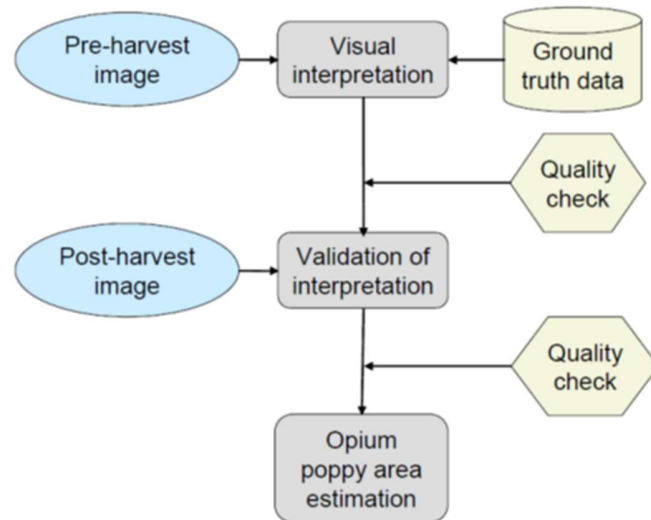 Pre-harvest
image
Visual
interpretation
Ground
truth data
Quality
check
Post-harvest
image
Validation of
interpretation
Quality
check
Opium
poppy area
estimation